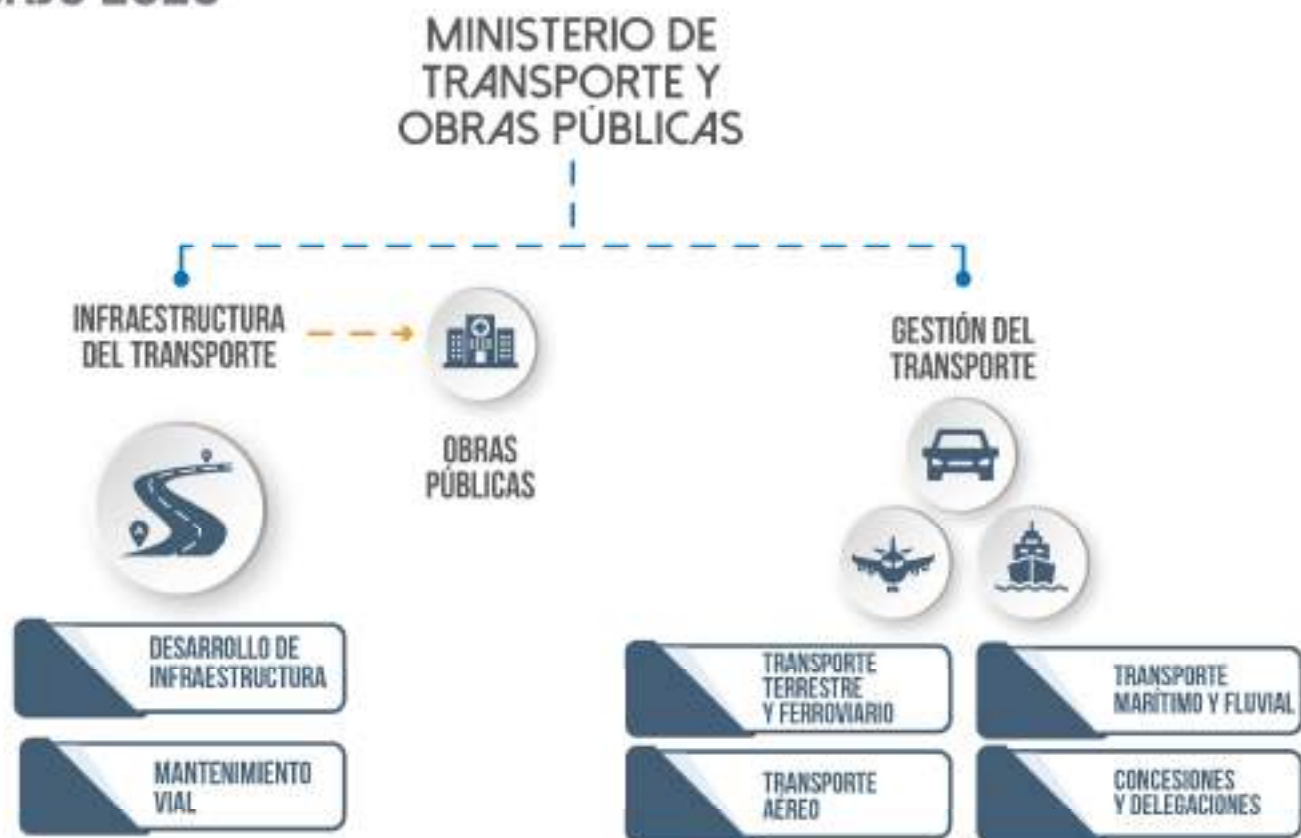 2020
MINISTERIO DE
TRANSPORTE Y
OBRAS PÚBLICAS
INFRAESTRUCTURA
DEL TRANSPORTE
OBRAS
PÚBLICAS
GESTIÓN DEL
TRANSPORTE
DESARROLLO DE
INFRAESTRUCTURA
MANTENIMIENTO
VIAL
TRANSPORTE
TERRESTRE
Y FERROVIARIO
TRANSPORTE
MARÍTIMO Y FLUVIAL
TRANSPORTE
AÉREO
CONCESIONES
Y DELEGACIONES